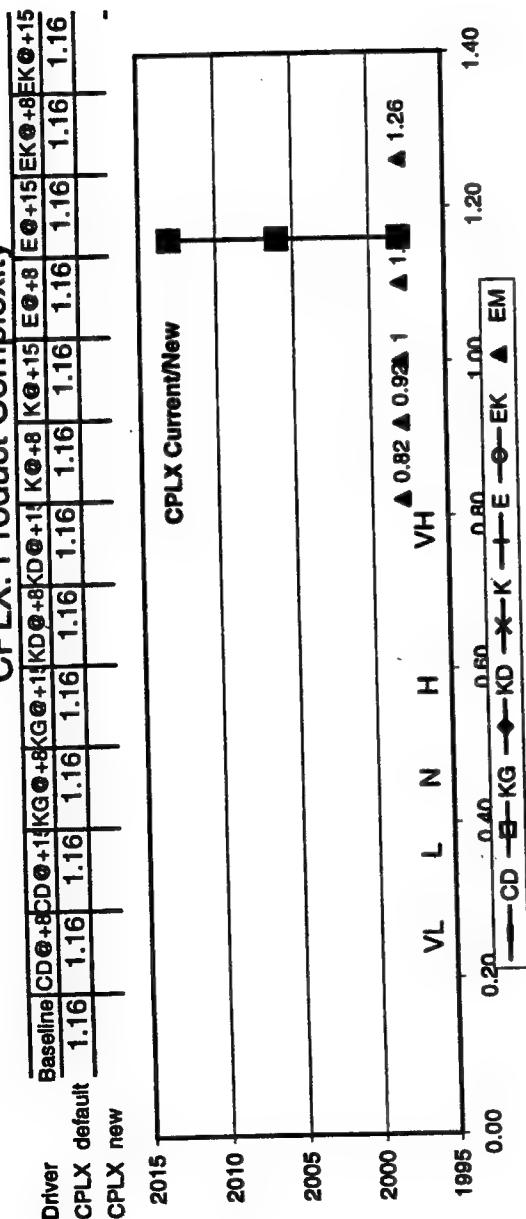 CPLX: Product Complexity
Driver Baseline CD@+8 CD@+15 KG@+8 KG@+15 KD@+8 KD@+15 K@+8 K@+15 E@+8 E@+15 EK@+8 EK@+15
CPLX default 1.16 1.16 1.16 1.16 1.16 1.16 1.16 1.16 1.16 1.16 1.16 1.16 1.16
CPLX new
2015
CPLX Current/New
2010
2005
2000
0.82 0.92 1 1. 1.26
VL L N H VH
1995
0.00 0.20 0.40 0.60 0.80 1.00 1.20 1.40
CD KG KD K E EK EM